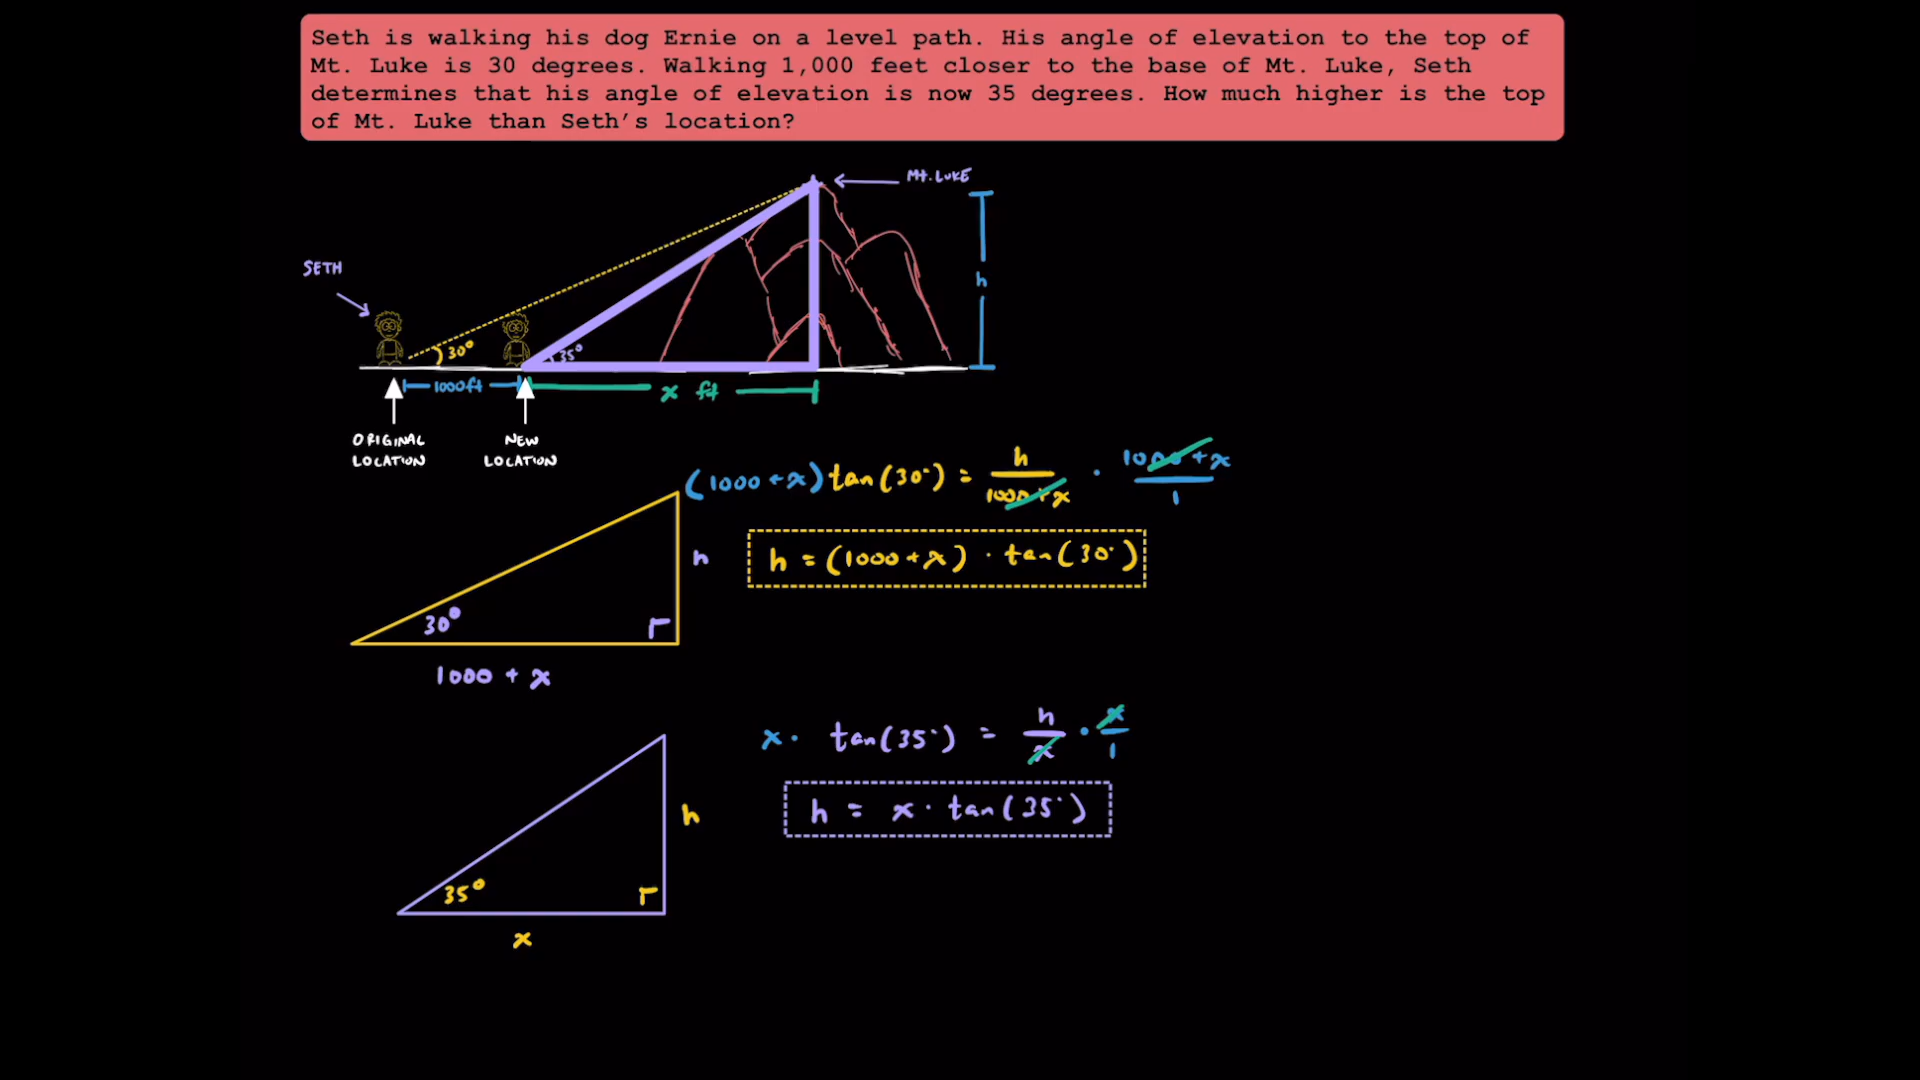 Seth is walking his dog Ernie on a level path. His angle of elevation to the top of
Mt. Luke is 30 degrees. Walking 1,000 feet closer to the base of Mt. Luke, Seth
determines that his angle of elevation is now 35 degrees. How much higher is the top
of Mt. Luke than Seth's location?
Mt. LUKE
SETH
h
30°
35°
1000ft
x ft
ORIGINAL
LOCATION
NEW
LOCATION
(1000 + x) tan(30°) = h/(1000 + x) · (1000 + x)/1
h
h = (1000 + x) · tan(30°)
30°
1000 + x
x · tan(35°) = h/x · x/1
h
h = x · tan(35°)
35°
x